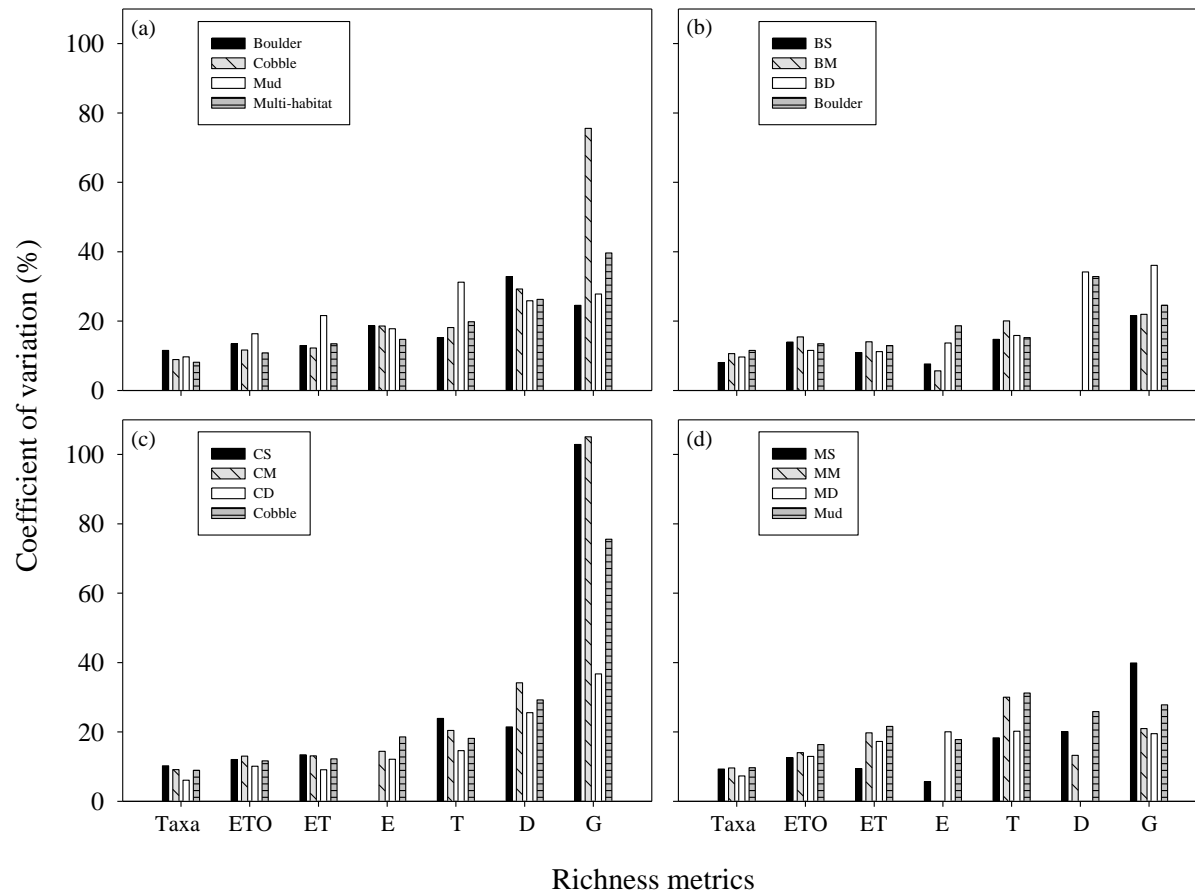 (a)
Boulder
Cobble
Mud
Multi-habitat
100
80
60
40
20
0
(b)
BS
BM
BD
Boulder
(c)
CS
CM
CD
Cobble
100
80
60
40
20
0
(d)
MS
MM
MD
Mud
Coefficient of variation (%)
Taxa ETO ET E T D G
Taxa ETO ET E T D G
Richness metrics